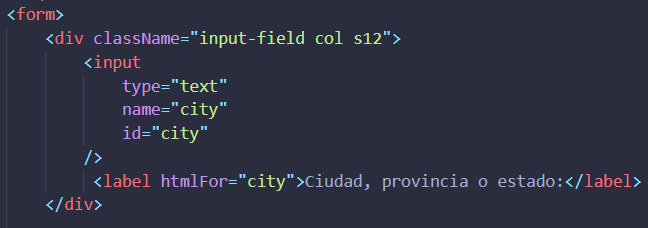 <form>
<div className="input-field col s12">
<input
type="text"
name="city"
id="city"
/>
<label htmlFor="city">Ciudad, provincia o estado:</label>
</div>